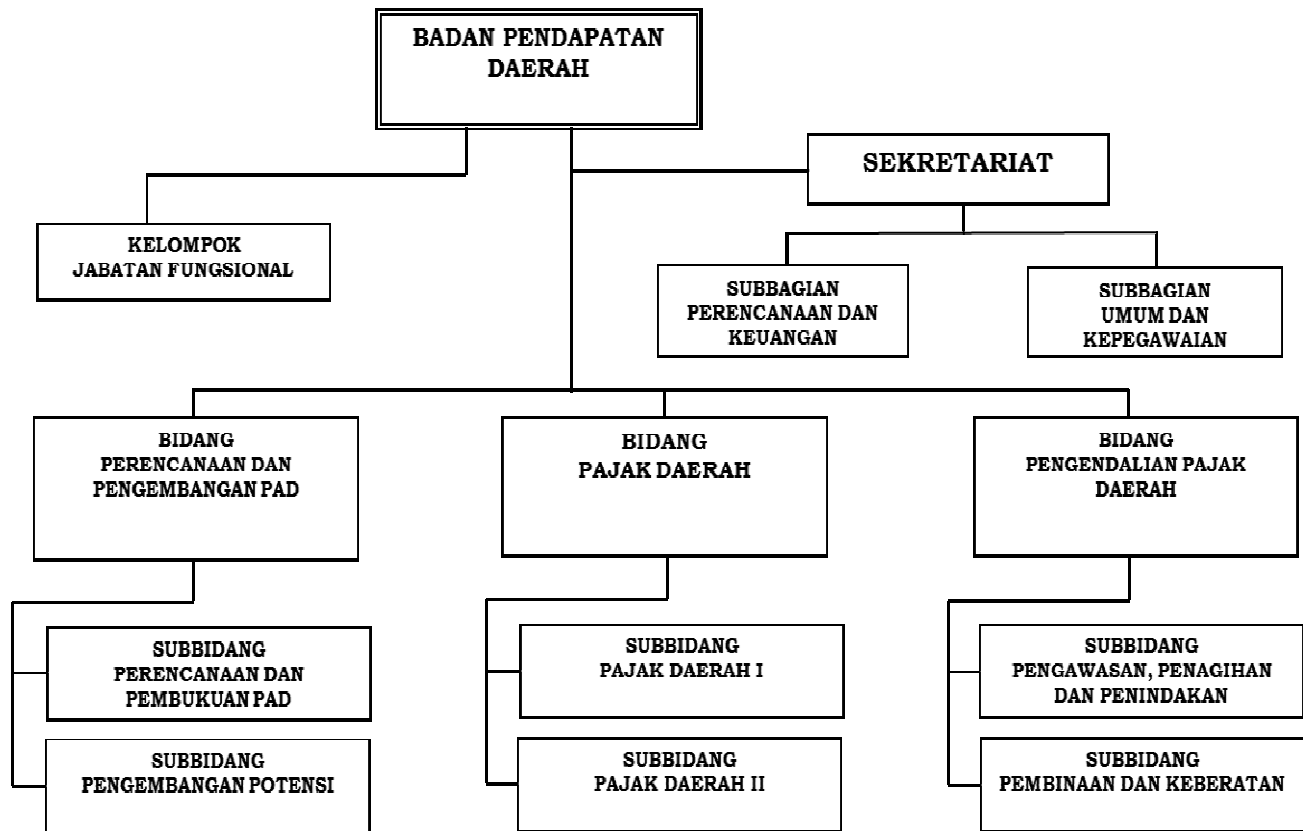 BADAN PENDAPATAN
DAERAH
SEKRETARIAT
KELOMPOK
JABATAN FUNGSIONAL
SUBBAGIAN
PERENCANAAN DAN
KEUANGAN
SUBBAGIAN
UMUM DAN
KEPEGAWAIAN
BIDANG
PERENCANAAN DAN
PENGEMBANGAN PAD
BIDANG
PAJAK DAERAH
BIDANG
PENGENDALIAN PAJAK
DAERAH
SUBBIDANG
PERENCANAAN DAN
PEMBUKUAN PAD
SUBBIDANG
PAJAK DAERAH I
SUBBIDANG
PENGAWASAN, PENAGIHAN
DAN PENINDAKAN
SUBBIDANG
PENGEMBANGAN POTENSI
SUBBIDANG
PAJAK DAERAH II
SUBBIDANG
PEMBINAAN DAN KEBERATAN